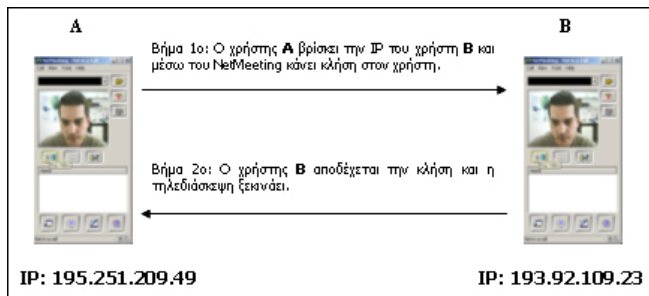 A
B
Βήμα 1ο: Ο χρήστης A βρίσκει την IP του χρήστη B και
μέσω του NetMeeting κάνει κλήση στον χρήστη.
Βήμα 2ο: Ο χρήστης B αποδέχεται την κλήση και η
τηλεδιάσκεψη ξεκινάει.
IP: 195.251.209.49
IP: 193.92.109.23